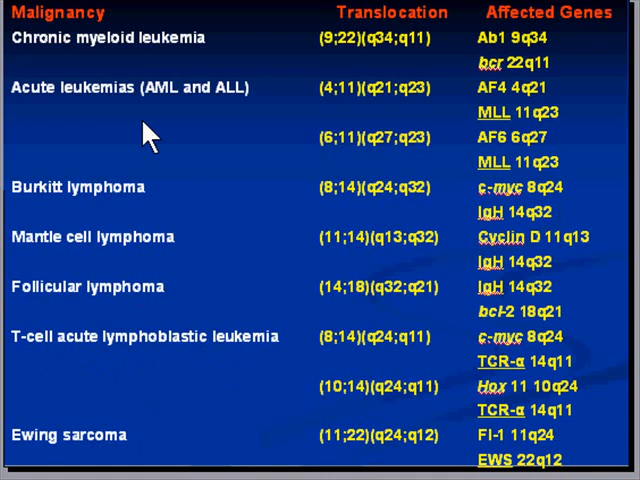 Malignancy Translocation Affected Genes
Chronic myeloid leukemia (9;22)(q34;q11) Ab1 9q34
bcr 22q11
Acute leukemias (AML and ALL) (4;11)(q21;q23) AF4 4q21
MLL 11q23
(6;11)(q27;q23) AF6 6q27
MLL 11q23
Burkitt lymphoma (8;14)(q24;q32) c-myc 8q24
IgH 14q32
Mantle cell lymphoma (11;14)(q13;q32) Cyclin D 11q13
IgH 14q32
Follicular lymphoma (14;18)(q32;q21) IgH 14q32
bcl-2 18q21
T-cell acute lymphoblastic leukemia (8;14)(q24;q11) c-myc 8q24
TCR-α 14q11
(10;14)(q24;q11) Hox 11 10q24
TCR-α 14q11
Ewing sarcoma (11;22)(q24;q12) Fl-1 11q24
EWS 22q12